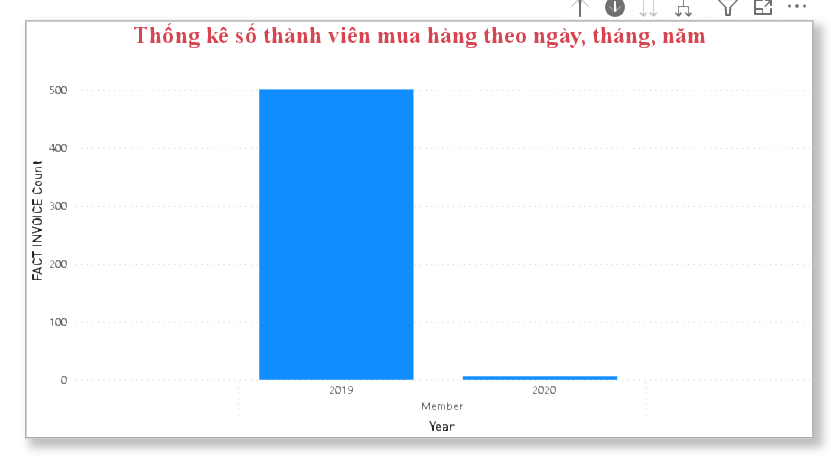 Thống kê số thành viên mua hàng theo ngày, tháng, năm
FACT INVOICE Count
500
400
300
200
100
0
2019 2020
Member
Year